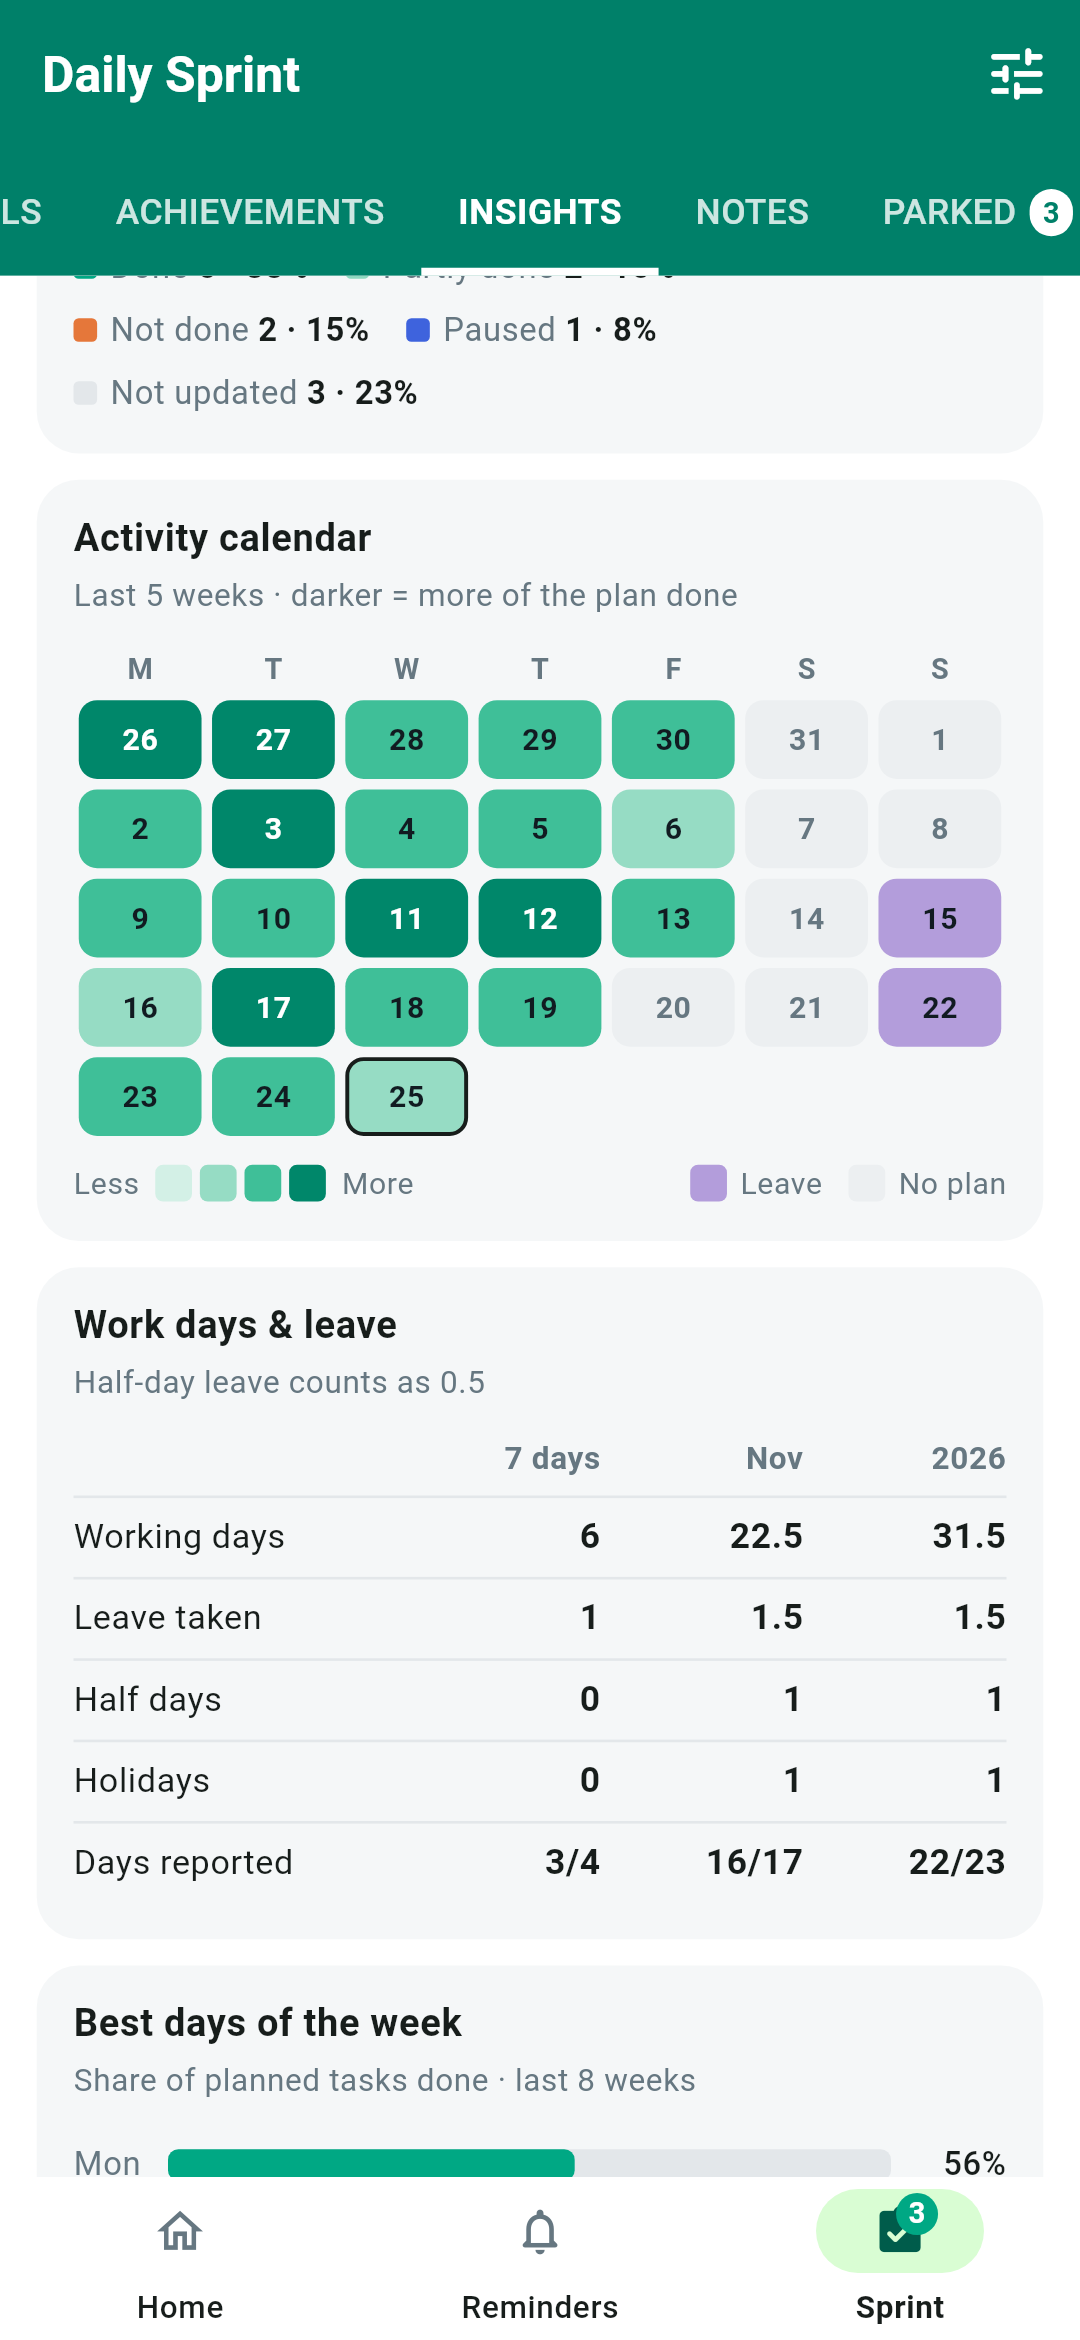 Daily Sprint
LS ACHIEVEMENTS INSIGHTS NOTES PARKED 3
Not done 2 · 15% Paused 1 · 8%
Not updated 3 · 23%
Activity calendar
Last 5 weeks · darker = more of the plan done
M T W T F S S
26 27 28 29 30 31 1
2 3 4 5 6 7 8
9 10 11 12 13 14 15
16 17 18 19 20 21 22
23 24 25
Less More Leave No plan
Work days & leave
Half-day leave counts as 0.5
7 days Nov 2026
Working days 6 22.5 31.5
Leave taken 1 1.5 1.5
Half days 0 1 1
Holidays 0 1 1
Days reported 3/4 16/17 22/23
Best days of the week
Share of planned tasks done · last 8 weeks
Mon 56%
3
Home Reminders Sprint